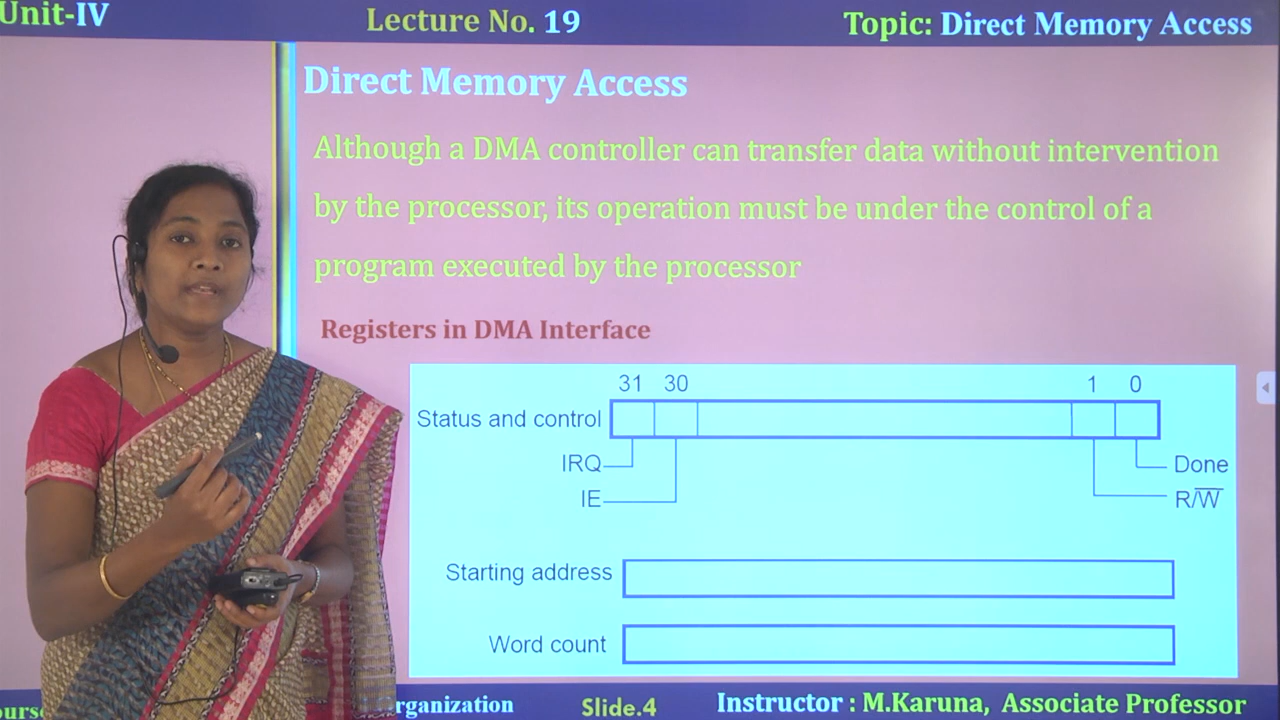 Unit-IV
Lecture No. 19
Topic: Direct Memory Access
Direct Memory Access
Although a DMA controller can transfer data without intervention
by the processor, its operation must be under the control of a
program executed by the processor
Registers in DMA Interface
31 30 1 0
Status and control
IRQ
Done
IE
R/W̅
Starting address
Word count
Slide.4
Instructor : M.Karuna, Associate Professor